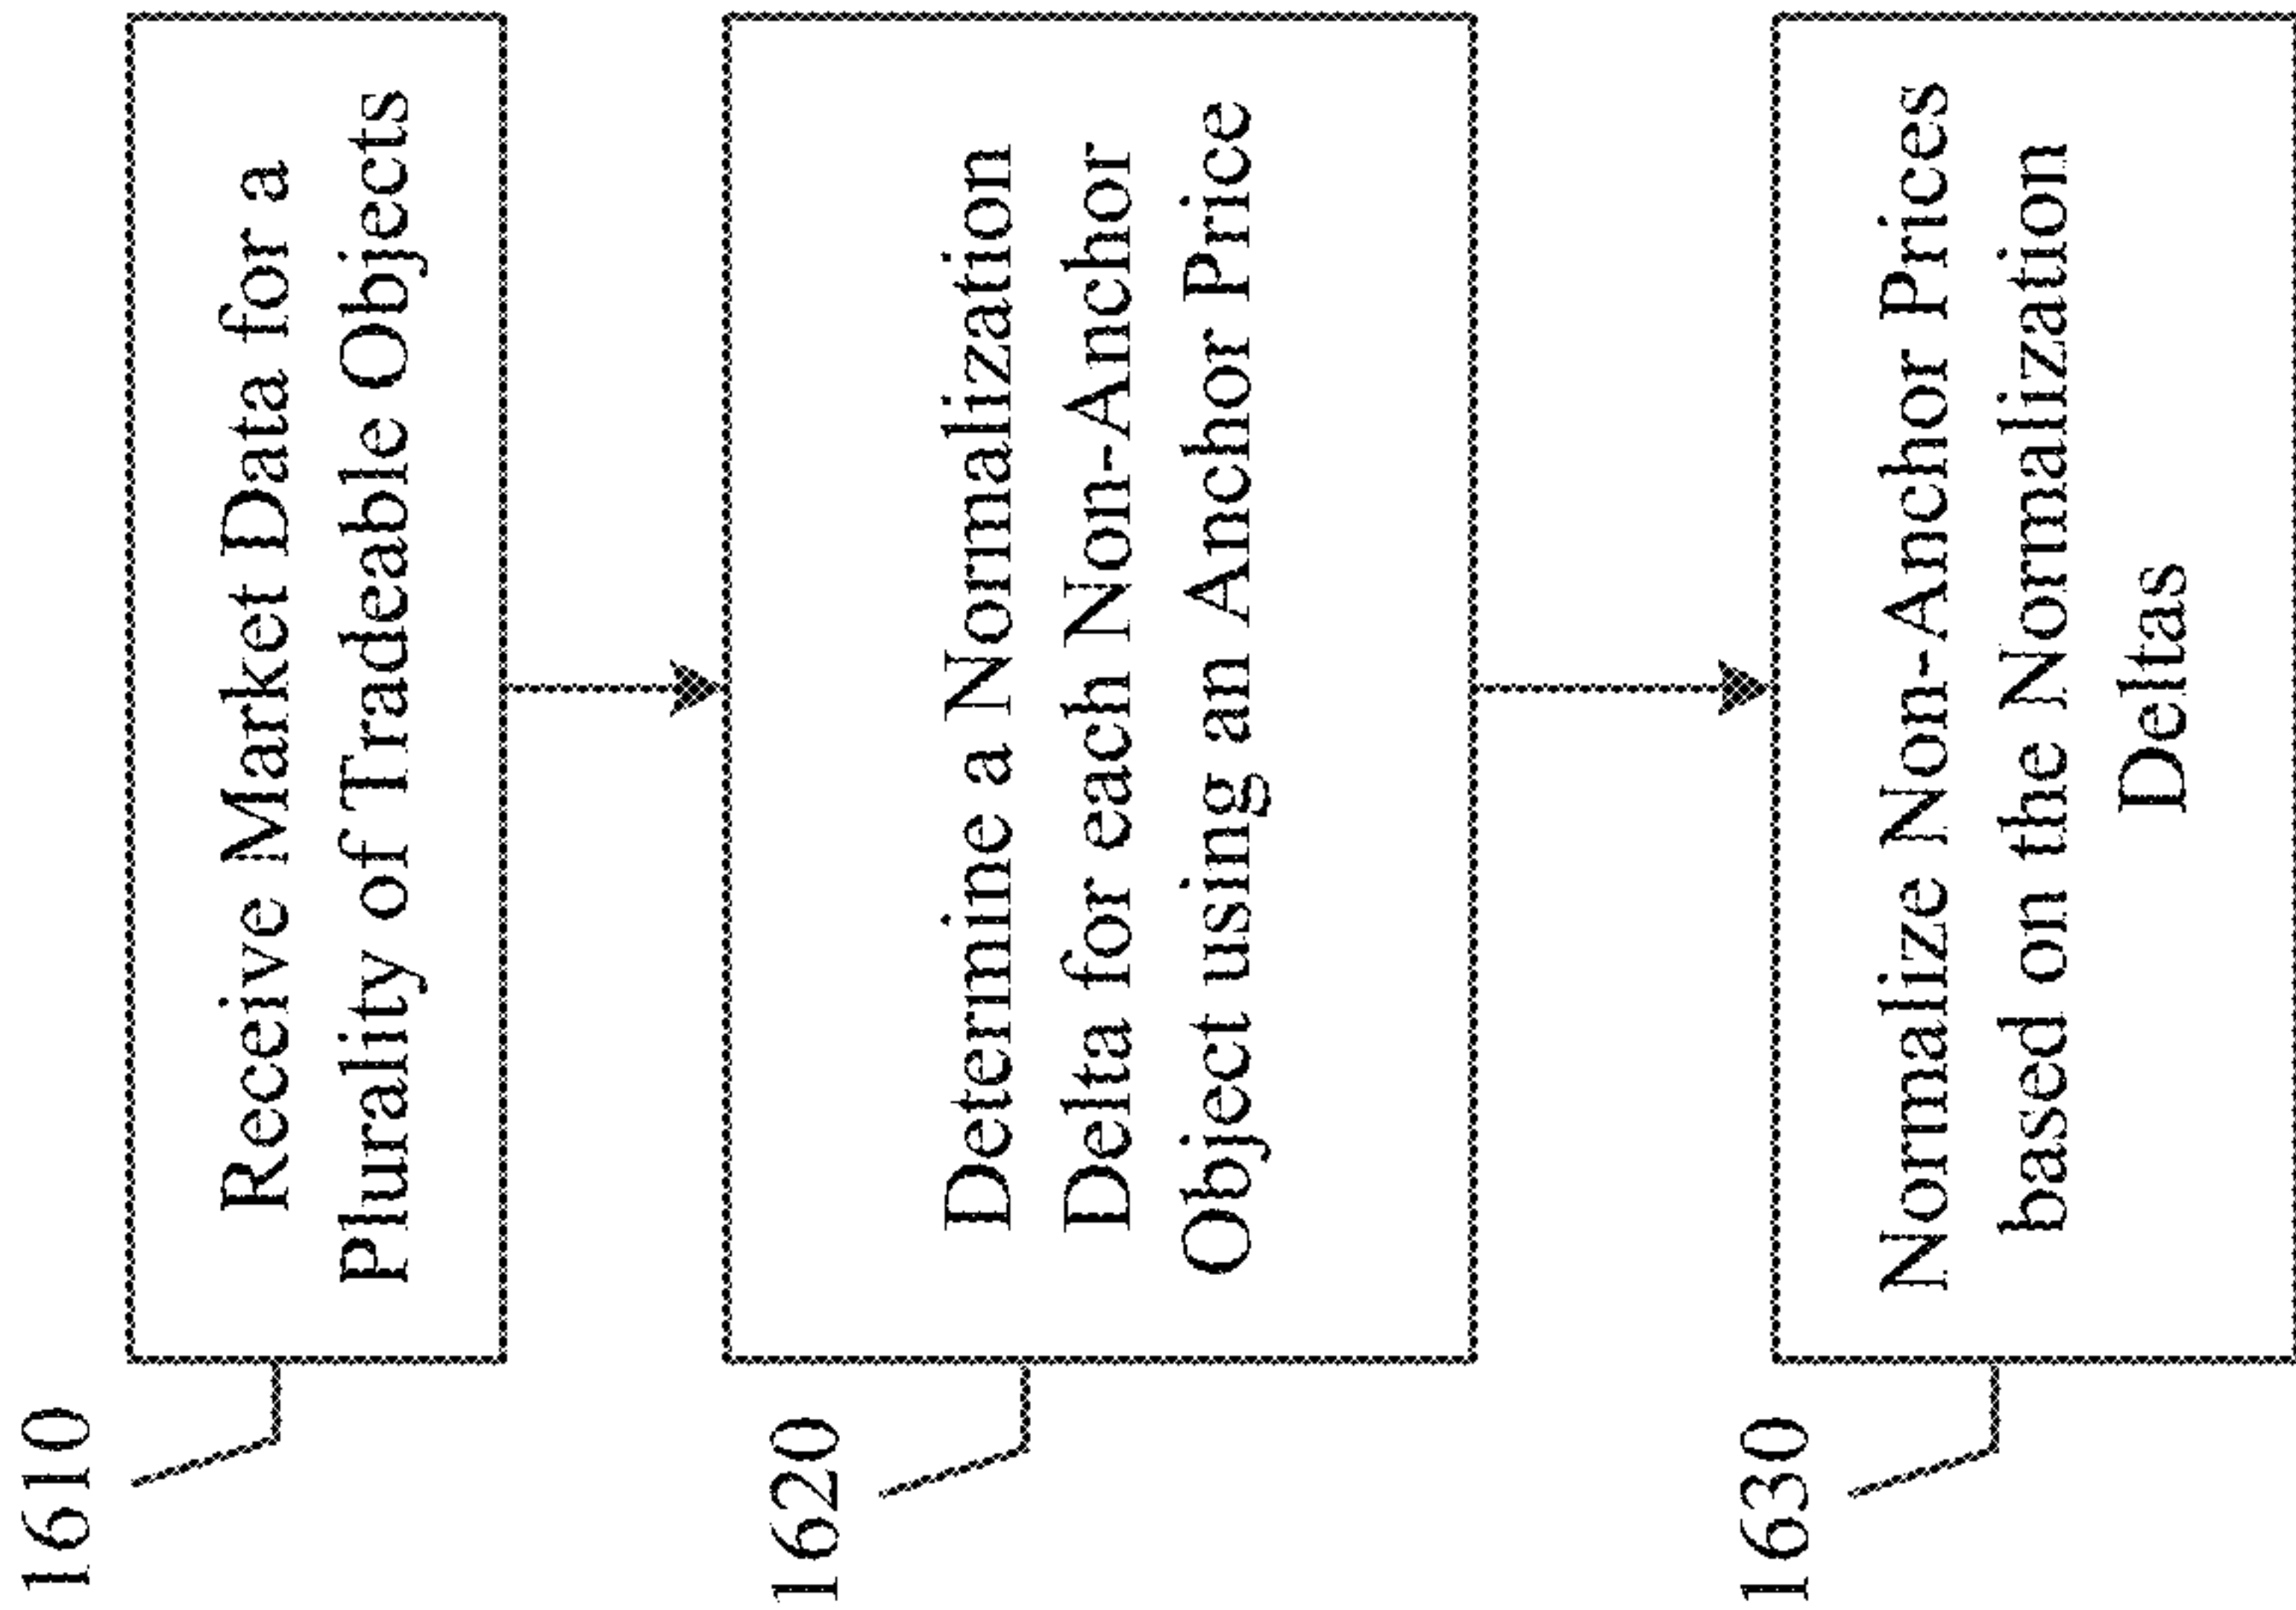 1610
Receive Market Data for a
Plurality of Tradeable Objects
1620
Determine a Normalization
Delta for each Non-Anchor
Object using an Anchor Price
1630
Normalize Non-Anchor Prices
based on the Normalization
Deltas